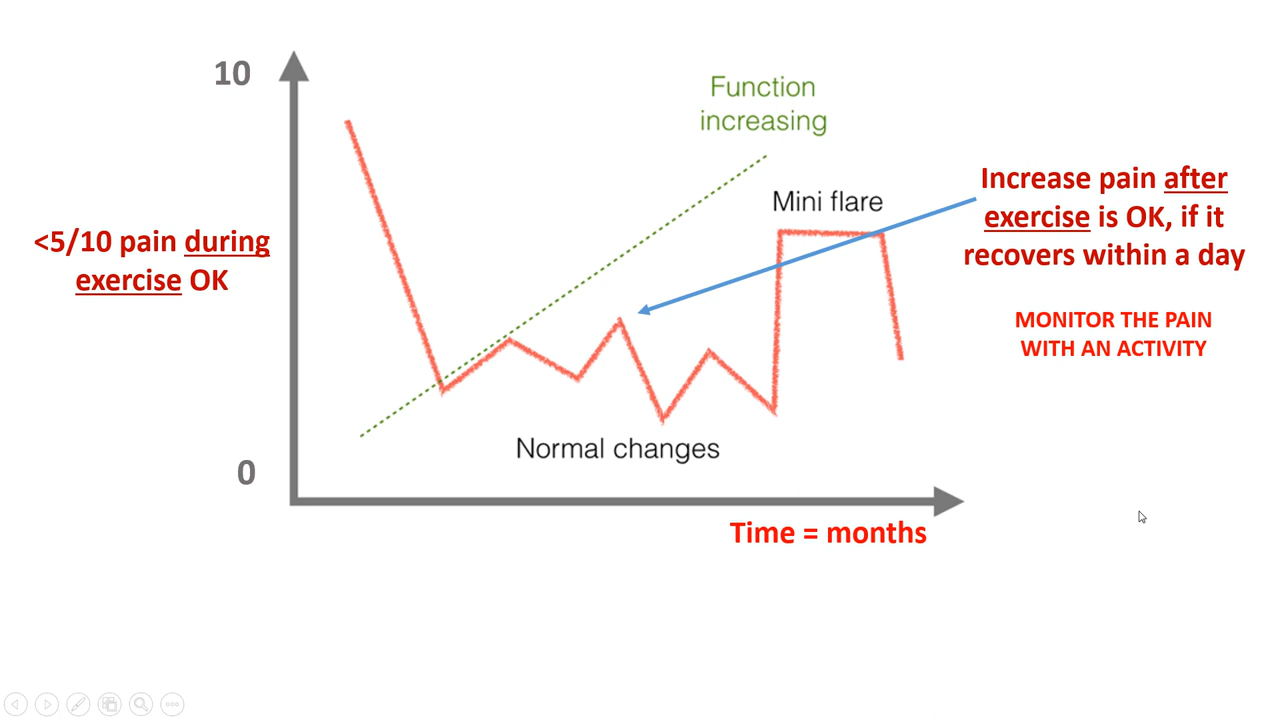 10
Function
increasing
Increase pain after
exercise is OK, if it
recovers within a day
Mini flare
<5/10 pain during
exercise OK
MONITOR THE PAIN
WITH AN ACTIVITY
Normal changes
0
Time = months